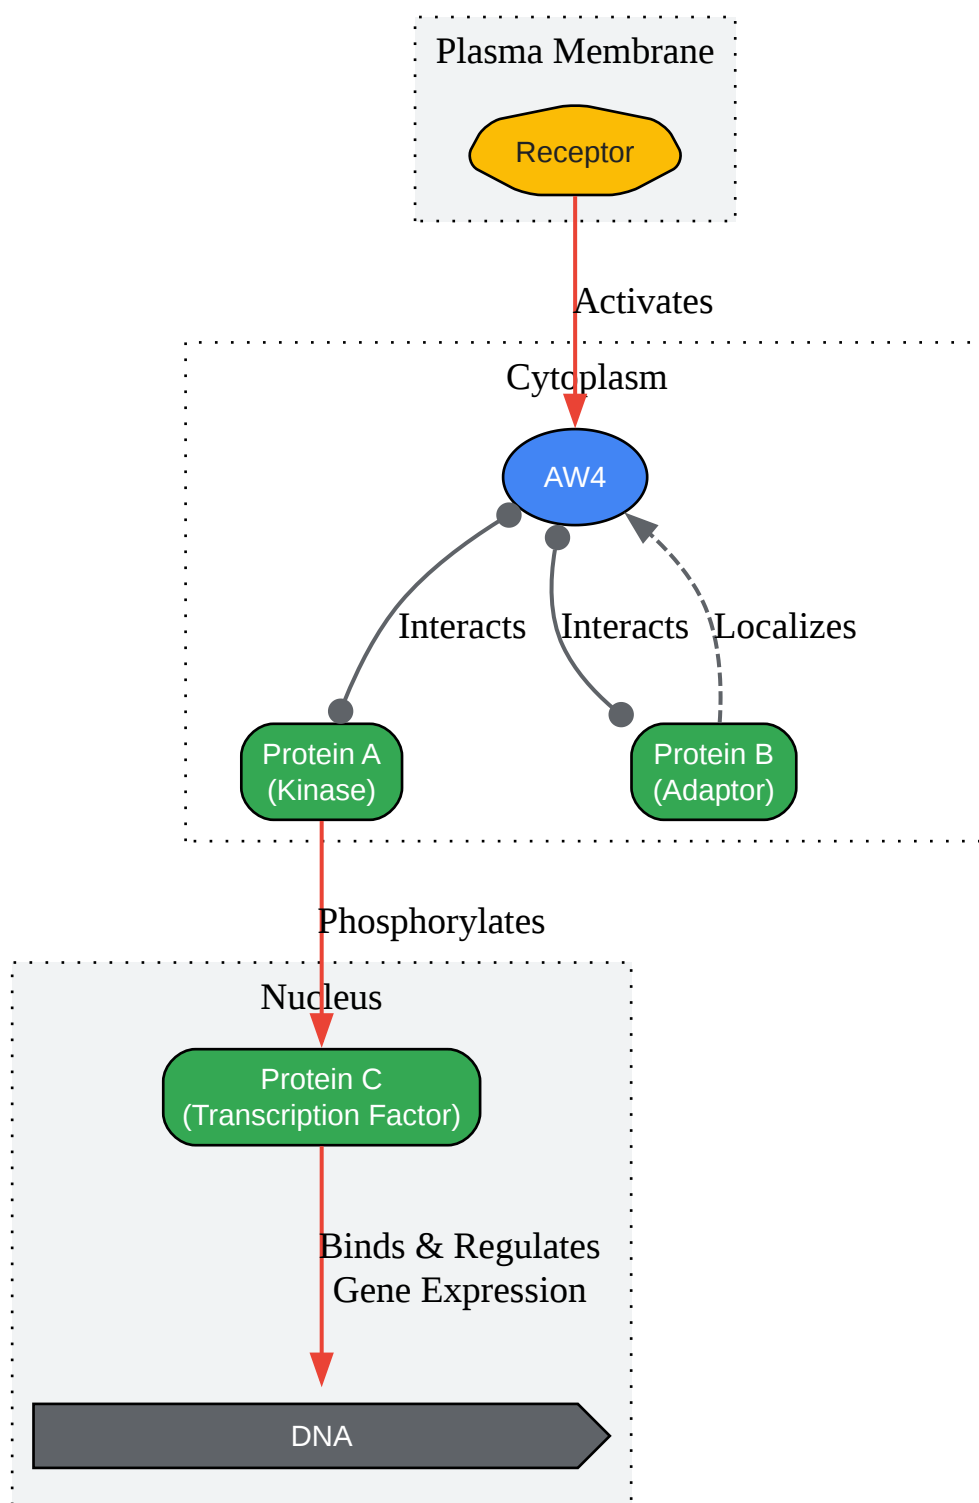 Plasma Membrane
Receptor
Activates
Cytoplasm
AW4
Interacts
Interacts
Localizes
Protein A
(Kinase)
Protein B
(Adaptor)
Phosphorylates
Nucleus
Protein C
(Transcription Factor)
Binds & Regulates
Gene Expression
DNA